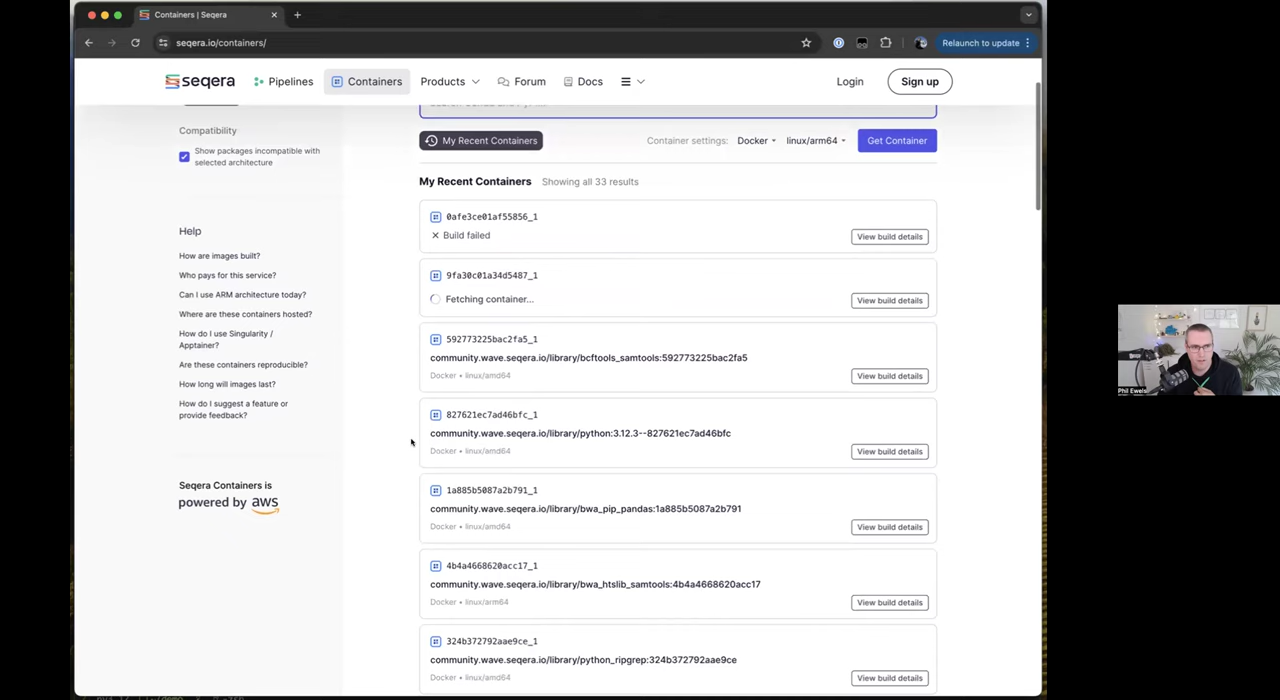 Containers | Seqera
seqera.io/containers/
Relaunch to update
seqera
Pipelines
Containers
Products
Forum
Docs
Login
Sign up
Compatibility
Show packages incompatible with
selected architecture
Help
How are images built?
Who pays for this service?
Can I use ARM architecture today?
Where are these containers hosted?
How do I use Singularity /
Apptainer?
Are these containers reproducible?
How long will images last?
How do I suggest a feature or
provide feedback?
Seqera Containers is
powered by aws
My Recent Containers
Container settings:
Docker
linux/arm64
Get Container
My Recent Containers Showing all 33 results
0afe3ce01af55856_1
Build failed
View build details
9fa30c01a34d5487_1
Fetching container...
View build details
592773225bac2fa5_1
community.wave.seqera.io/library/bcftools_samtools:592773225bac2fa5
Docker • linux/amd64
View build details
827621ec7ad46bfc_1
community.wave.seqera.io/library/python:3.12.3--827621ec7ad46bfc
Docker • linux/amd64
View build details
1a885b5087a2b791_1
community.wave.seqera.io/library/bwa_pip_pandas:1a885b5087a2b791
Docker • linux/amd64
View build details
4b4a4668620acc17_1
community.wave.seqera.io/library/bwa_htslib_samtools:4b4a4668620acc17
Docker • linux/arm64
View build details
324b372792aae9ce_1
community.wave.seqera.io/library/python_ripgrep:324b372792aae9ce
Docker • linux/amd64
View build details
Phil Ewels